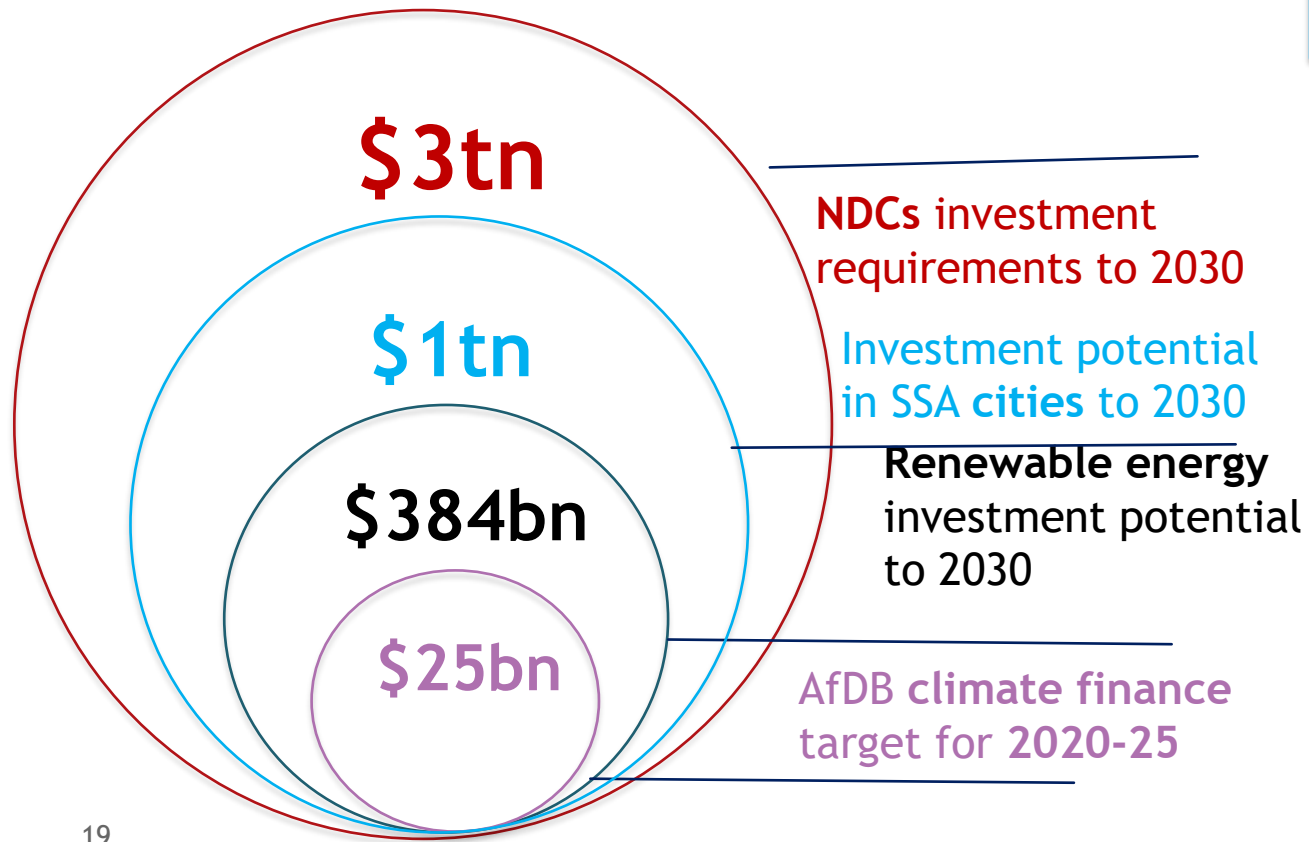 $3tn
NDCs investment
requirements to 2030
$1tn
Investment potential
in SSA cities to 2030
$384bn
Renewable energy
investment potential
to 2030
$25bn
AfDB climate finance
target for 2020-25
19